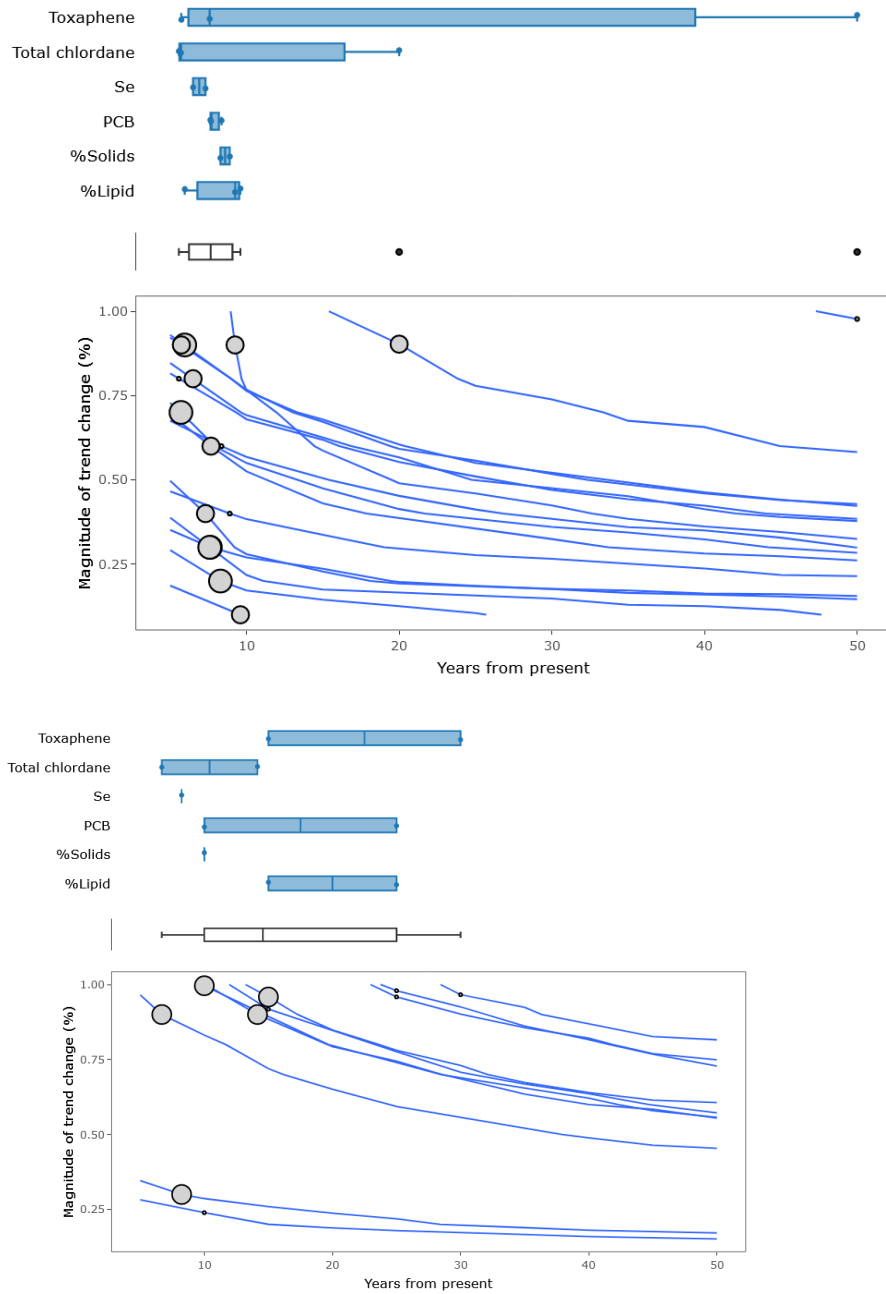 Toxaphene
Total chlordane
Se
PCB
%Solids
%Lipid
Magnitude of trend change (%)
1.00
0.75
0.50
0.25
10 20 30 40 50
Years from present
Toxaphene
Total chlordane
Se
PCB
%Solids
%Lipid
Magnitude of trend change (%)
1.00
0.75
0.50
0.25
10 20 30 40 50
Years from present